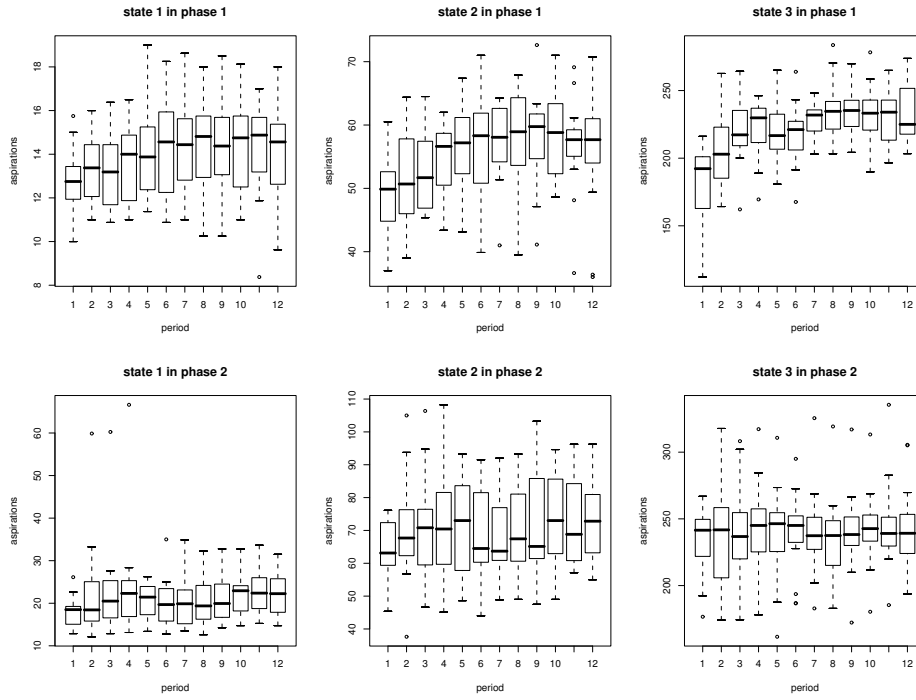 state 1 in phase 1
aspirations
8 10 12 14 16 18
1 2 3 4 5 6 7 8 9 10 12
period
state 2 in phase 1
aspirations
40 50 60 70
1 2 3 4 5 6 7 8 9 10 12
period
state 3 in phase 1
aspirations
150 200 250
1 2 3 4 5 6 7 8 9 10 12
period
state 1 in phase 2
aspirations
10 20 30 40 50 60
1 2 3 4 5 6 7 8 9 10 12
period
state 2 in phase 2
aspirations
40 50 60 70 80 90 100 110
1 2 3 4 5 6 7 8 9 10 12
period
state 3 in phase 2
aspirations
200 250 300
1 2 3 4 5 6 7 8 9 10 12
period